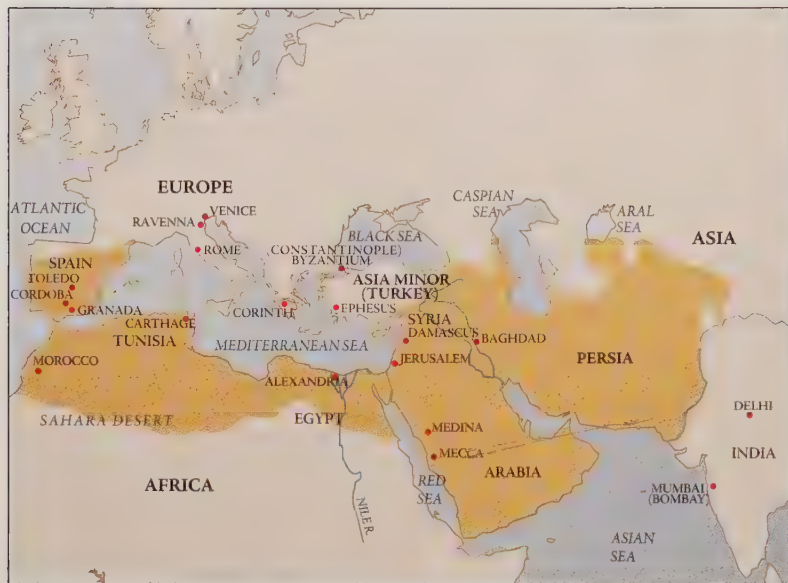 EUROPE
ATLANTIC
OCEAN
VENICE
RAVENNA
ROME
CASPIAN
SEA
ARAL
SEA
BLACK SEA
ASIA
SPAIN
TOLEDO
CORDOBA
GRANADA
CONSTANTINOPLE)
BYZANTIUM
ASIA MINOR
(TURKEY)
CARTHAGE
TUNISIA
CORINTH
EPHESUS
SYRIA
DAMASCUS
BAGHDAD
MEDITERRANEAN SEA
JERUSALEM
PERSIA
MOROCCO
ALEXANDRIA
SAHARA DESERT
EGYPT
MEDINA
MECCA
ARABIA
DELHI
INDIA
AFRICA
RED
SEA
NILE R
MUMBAI
(BOMBAY)
ASIAN
SEA